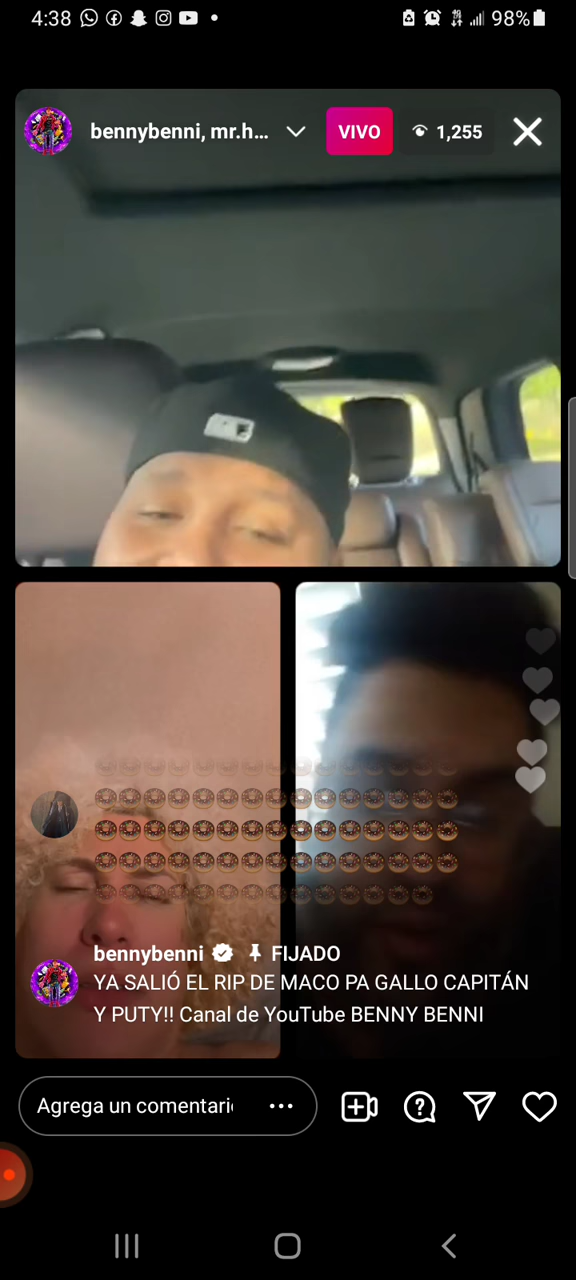 4:38
98%
bennybenni, mr.h...
VIVO
1,255
bennybenni FIJADO
YA SALIÓ EL RIP DE MACO PA GALLO CAPITÁN
Y PUTY!! Canal de YouTube BENNY BENNI
Agrega un comentari